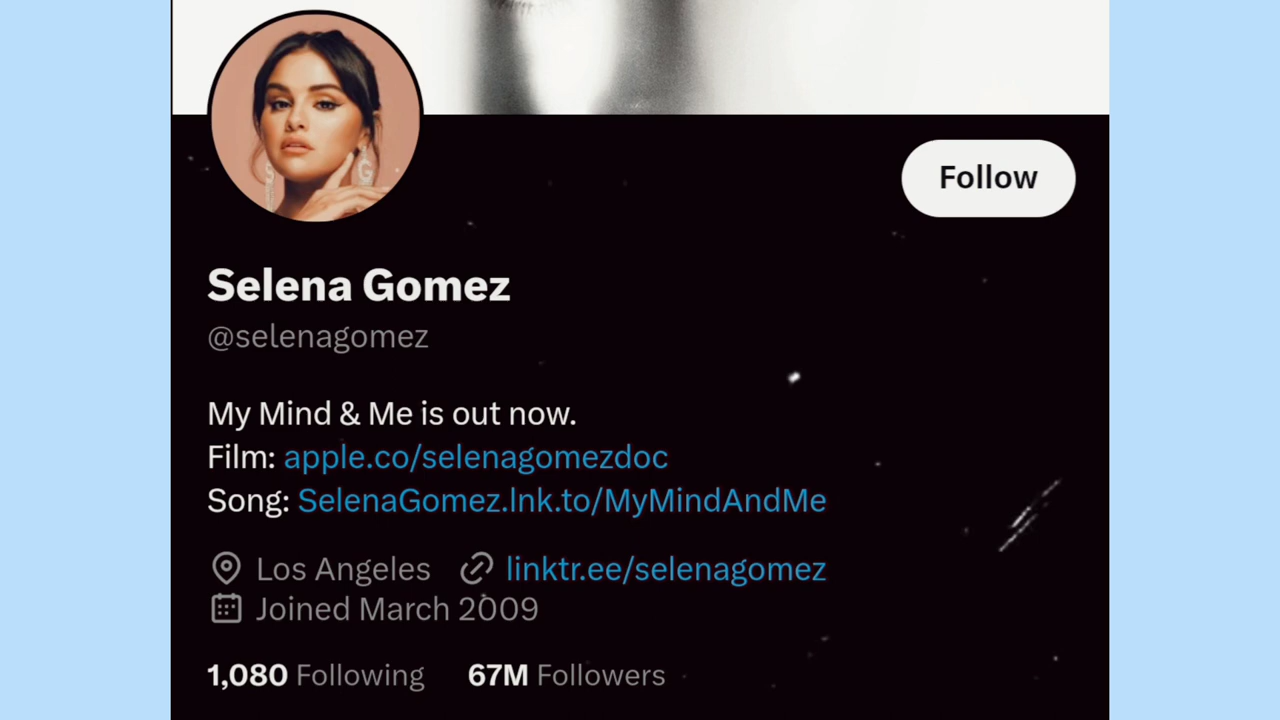 Follow
Selena Gomez
@selenagomez
My Mind & Me is out now.
Film: apple.co/selenagomezdoc
Song: SelenaGomez.lnk.to/MyMindAndMe
Los Angeles linktr.ee/selenagomez
Joined March 2009
1,080 Following 67M Followers